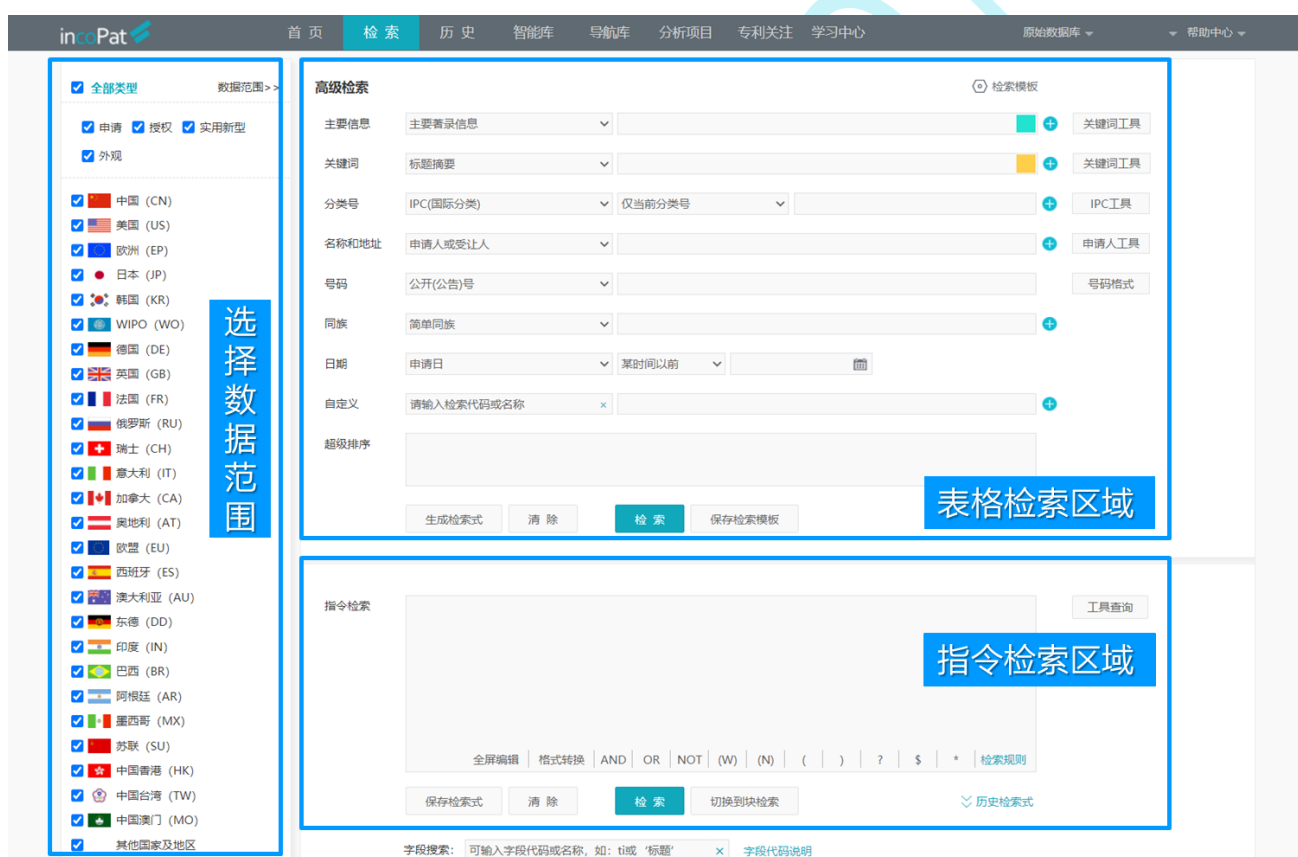 incoPat 首 页 检 索 历 史 智能库 导航库 分析项目 专利关注 学习中心 原始数据库 帮助中心
全部类型 数据范围>>
申请 授权 实用新型
外观
中国 (CN)
美国 (US)
欧洲 (EP)
日本 (JP)
韩国 (KR)
WIPO (WO)
德国 (DE)
英国 (GB)
法国 (FR)
俄罗斯 (RU)
瑞士 (CH)
意大利 (IT)
加拿大 (CA)
奥地利 (AT)
欧盟 (EU)
西班牙 (ES)
澳大利亚 (AU)
东德 (DD)
印度 (IN)
巴西 (BR)
阿根廷 (AR)
墨西哥 (MX)
苏联 (SU)
中国香港 (HK)
中国台湾 (TW)
中国澳门 (MO)
其他国家及地区
选择数据范围
高级检索 检索模板
主要信息 主要著录信息 关键词工具
关键词 标题摘要 关键词工具
分类号 IPC(国际分类) 仅当前分类号 IPC工具
名称和地址 申请人或受让人 申请人工具
号码 公开(公告)号 号码格式
同族 简单同族
日期 申请日 某时间以前
自定义 请输入检索代码或名称 ×
超级排序
表格检索区域
生成检索式 清 除 检 索 保存检索模板
指令检索 工具查询
指令检索区域
全屏编辑 格式转换 AND OR NOT (W) (N) ( ) ? $ * 检索规则
保存检索式 清 除 检 索 切换到块检索 历史检索式
字段搜索: 可输入字段代码或名称, 如: ti或 '标题' × 字段代码说明